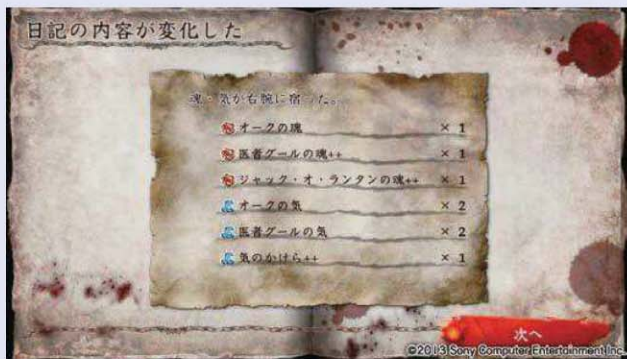 日記の内容が変化した
魂・気が右腕に宿った。
オークの魂 × 1
医者グールの魂++ × 1
ジャック・オ・ランタンの魂++ × 1
オークの気 × 2
医者グールの気 × 2
気のかけら++ × 1
次へ
©2013 Sony Computer Entertainment Inc.